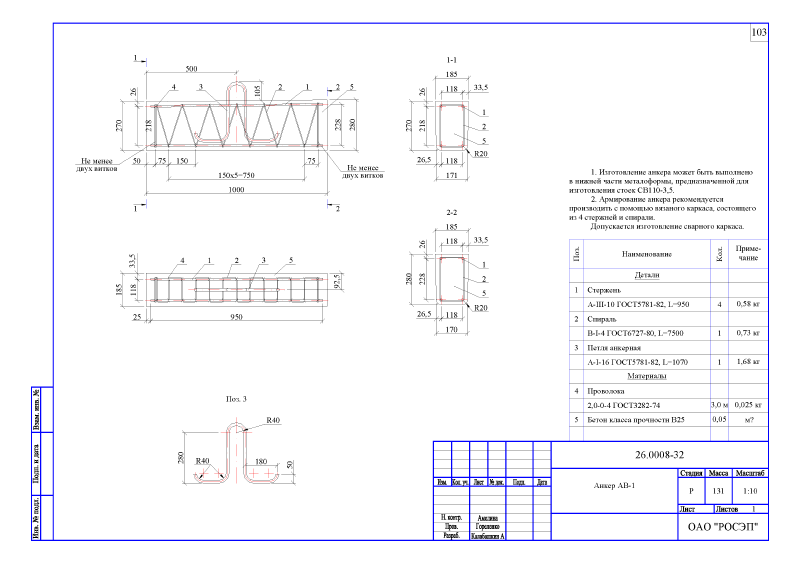 103
1
500
26
4
3
105
2
1
2
5
270
218
228
280
Не менее
двух витков
50
75
150
75
Не менее
двух витков
150x5=750
1000
1
2
1-1
185
26
118
33,5
270
218
1
2
5
R20
26,5
118
171
2-2
185
26
118
33,5
280
228
1
2
5
R20
26,5
118
170
33,5
4
1
2
3
5
185
118
92,5
25
950
Поз. 3
R40
280
R40
180
50
1. Изготовление анкера может быть выполнено
в нижней части металоформы, предназначенной для
изготовления стоек СВ110-3,5.
2. Армирование анкера рекомендуется
производить с помощью вязаного каркаса, состоящего
из 4 стержней и спирали.
Допускается изготовление сварного каркаса.
Поз. Наименование Кол. Приме-
чание
Детали
1 Стержень
А-III-10 ГОСТ5781-82, L=950 4 0,58 кг
2 Спираль
В-I-4 ГОСТ6727-80, L=7500 1 0,73 кг
3 Петля анкерная
А-I-16 ГОСТ5781-82, L=1070 1 1,68 кг
Материалы
4 Проволока
2,0-0-4 ГОСТ3282-74 3,0 м 0,025 кг
5 Бетон класса прочности В25 0,05 м?
26.0008-32
Изм. Кол. уч. Лист № док. Подп. Дата
Анкер АВ-1
Стадия Масса Масштаб
Р 131 1:10
Лист Листов 1
Н. контр. Амелина
Пров. Гореленко
Разраб. Калабашкин А
ОАО "РОСЭП"
Взам. инв. №
Подп. и дата
Инв. № подл.